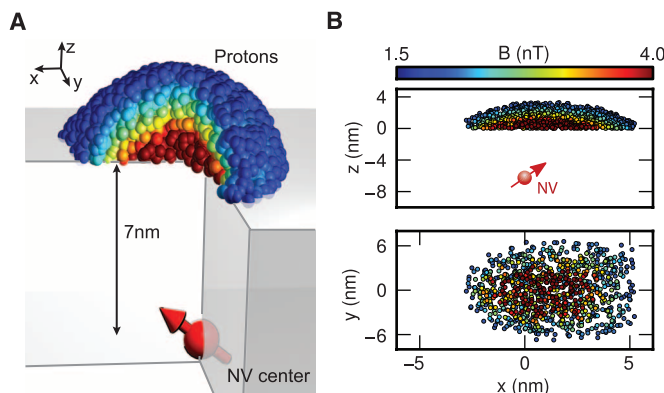 A
z
x
y
Protons
7nm
NV center
B
B (nT)
1.5
4.0
z (nm)
4
0
-4
-8
NV
y (nm)
6
0
-6
-5
0
5
x (nm)